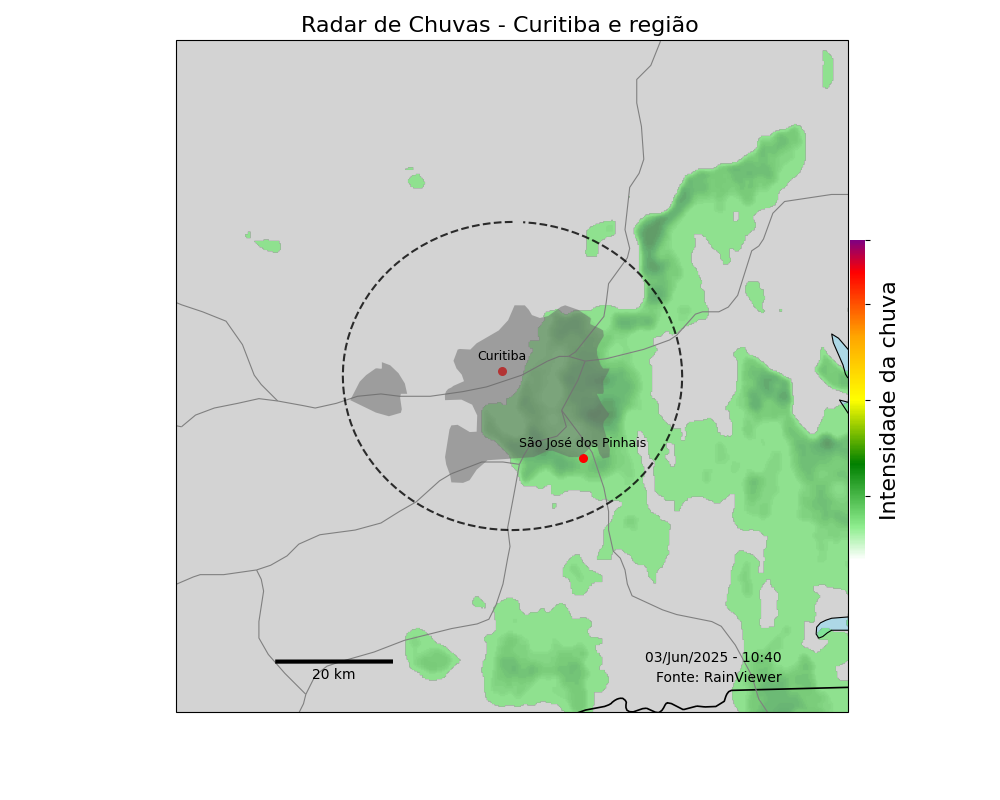 Radar de Chuvas - Curitiba e região
Curitiba
São José dos Pinhais
Intensidade da chuva
03/Jun/2025 - 10:40
Fonte: RainViewer
20 km